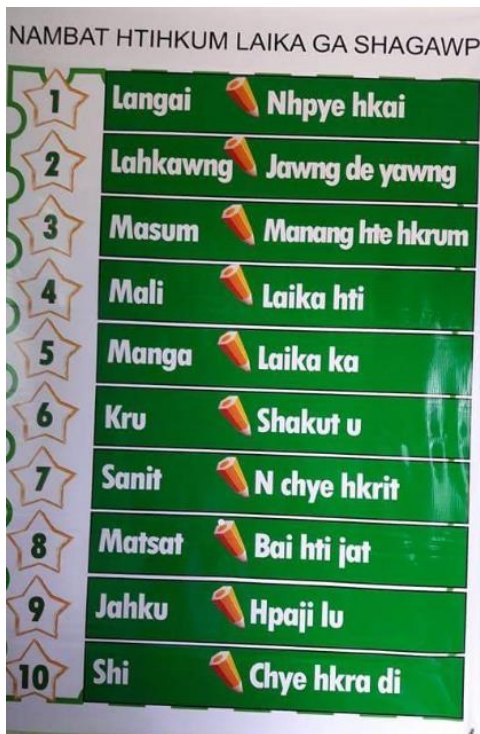 NAMBAT HTIHKUM LAIKA GA SHAGAWP
1 Langai Nhpye hkai
2 Lahkawng Jawng de yawng
3 Masum Manang hte hkrum
4 Mali Laika hti
5 Manga Laika ka
6 Kru Shakut u
7 Sanit N chye hkrit
8 Matsat Bai hti jat
9 Jahku Hpaji lu
10 Shi Chye hkra di